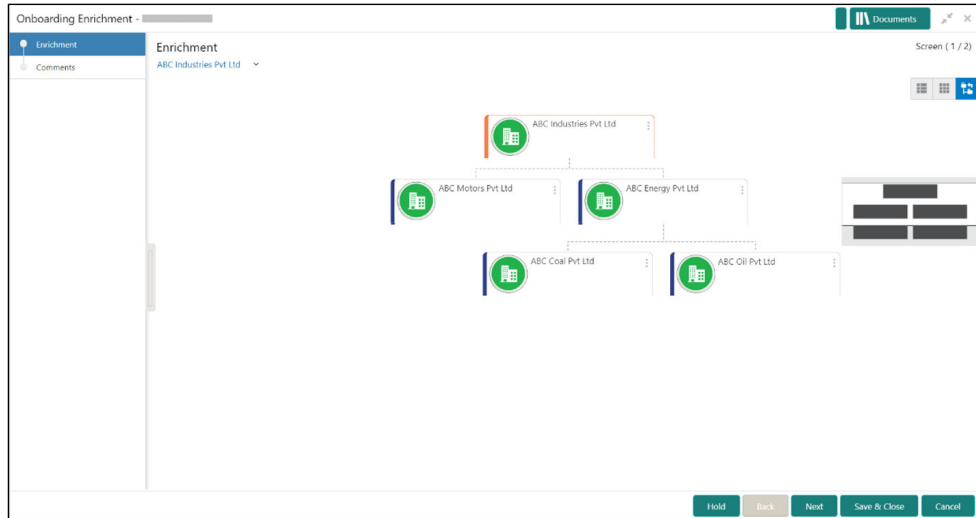 Onboarding Enrichment -
Documents
Enrichment
Comments
Enrichment
Screen ( 1 / 2)
ABC Industries Pvt Ltd
ABC Industries Pvt Ltd
ABC Motors Pvt Ltd
ABC Energy Pvt Ltd
ABC Coal Pvt Ltd
ABC Oil Pvt Ltd
Hold
Back
Next
Save & Close
Cancel